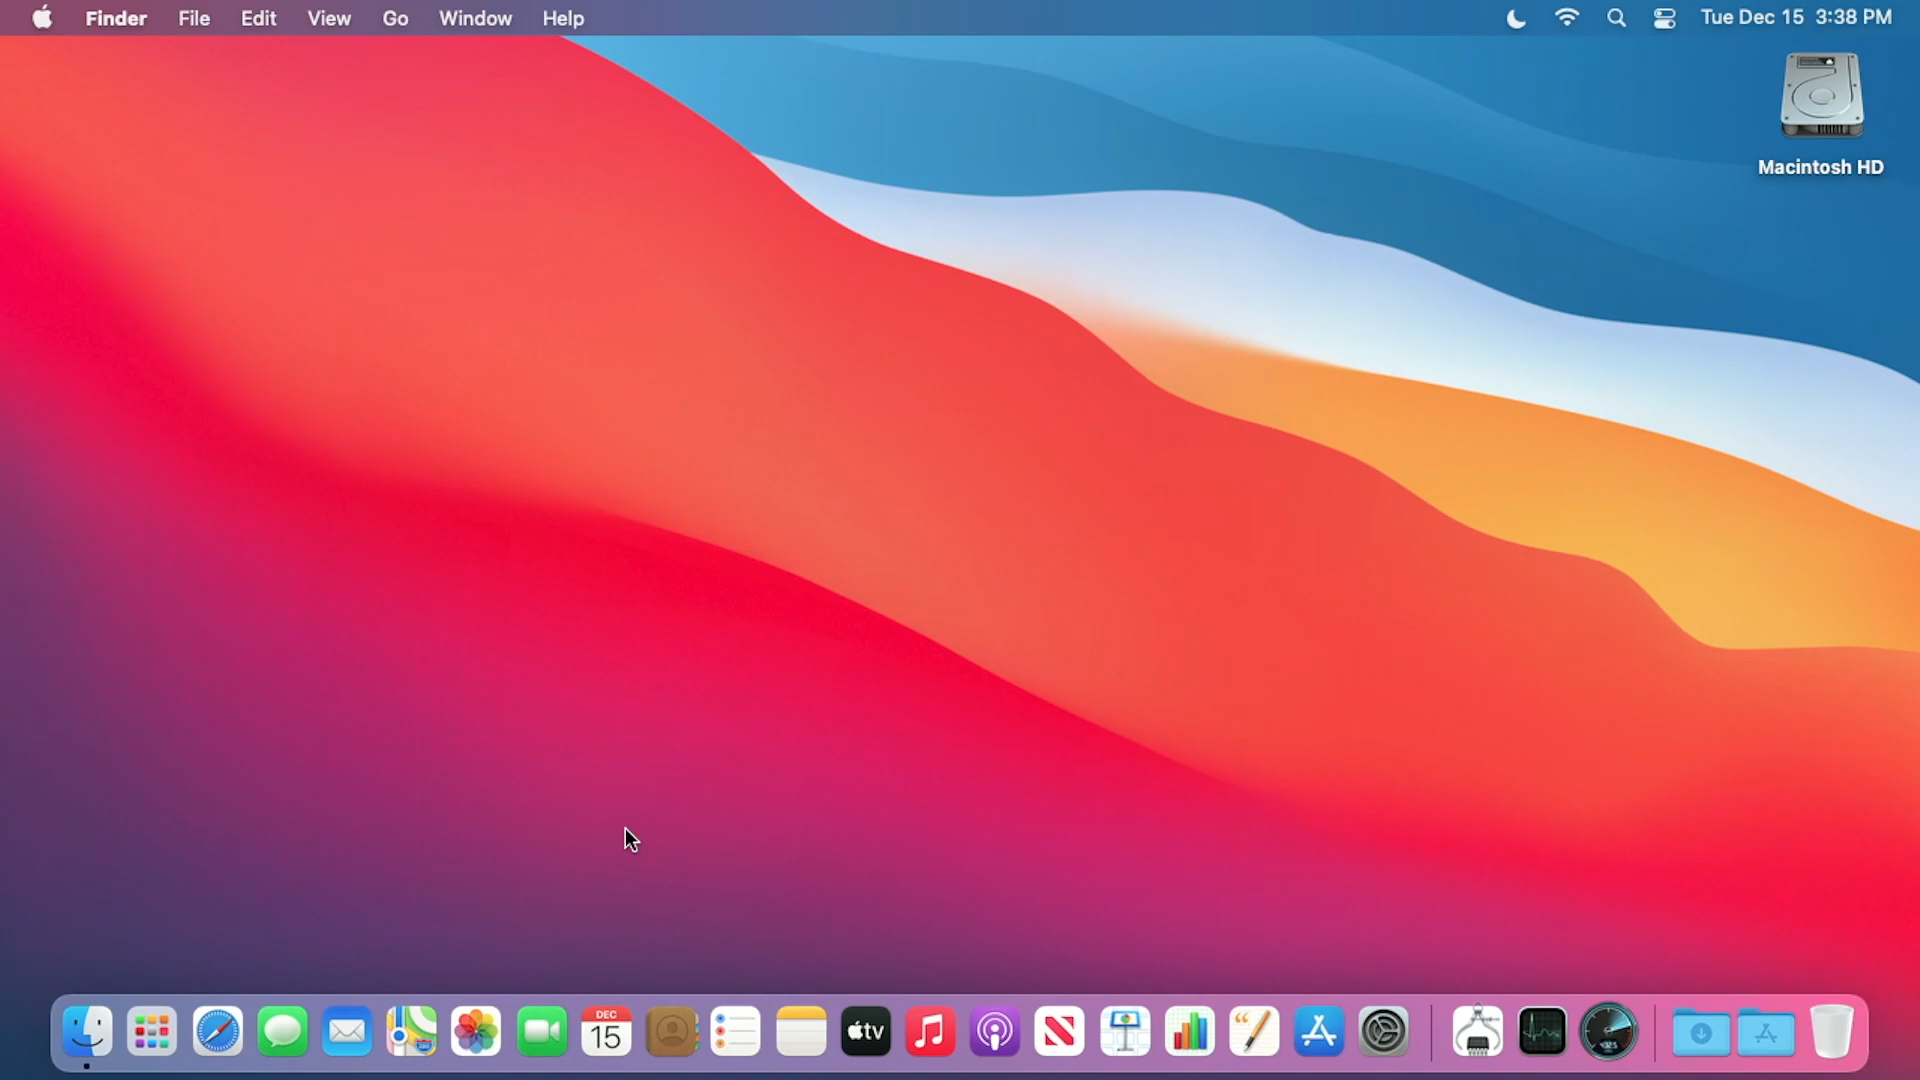 Finder File Edit View Go Window Help Tue Dec 15 3:38 PM
Macintosh HD
DEC
15
tv